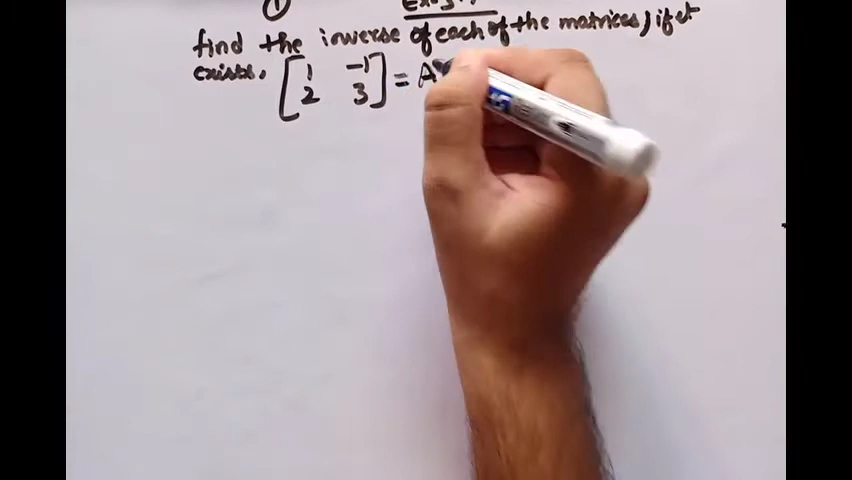 ①
find the inverse of each of the matrices, if it
exists. [1 -1
2 3] = A